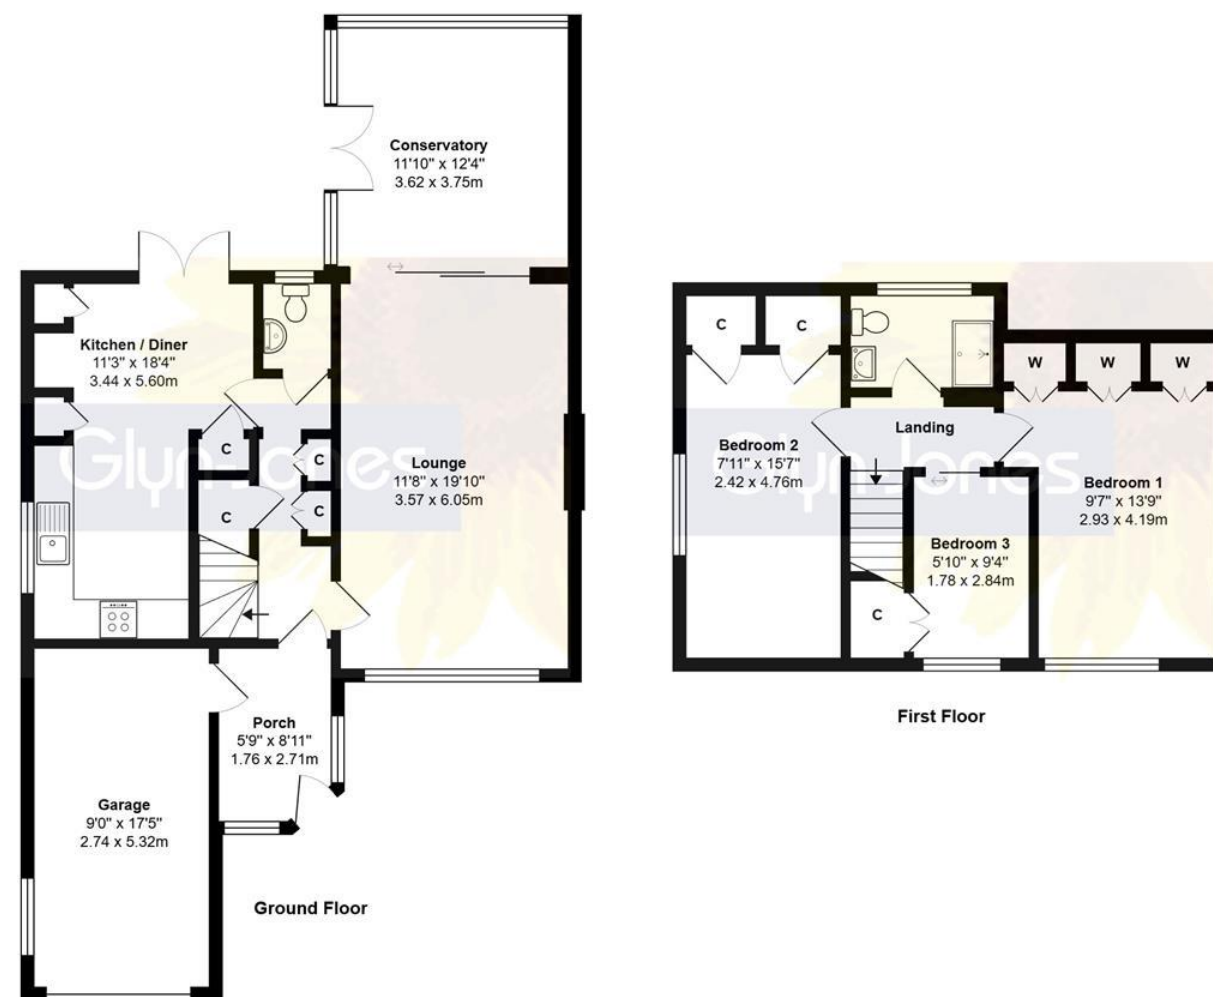 Conservatory
11'10" x 12'4"
3.62 x 3.75m
Kitchen / Diner
11'3" x 18'4"
3.44 x 5.60m
C
C
C
C
Lounge
11'8" x 19'10"
3.57 x 6.05m
Porch
5'9" x 8'11"
1.76 x 2.71m
Garage
9'0" x 17'5"
2.74 x 5.32m
Ground Floor
Glyn-Jones
C
C
W
W
W
Landing
Bedroom 2
7'11" x 15'7"
2.42 x 4.76m
Bedroom 1
9'7" x 13'9"
2.93 x 4.19m
Bedroom 3
5'10" x 9'4"
1.78 x 2.84m
C
First Floor
Glyn-Jones